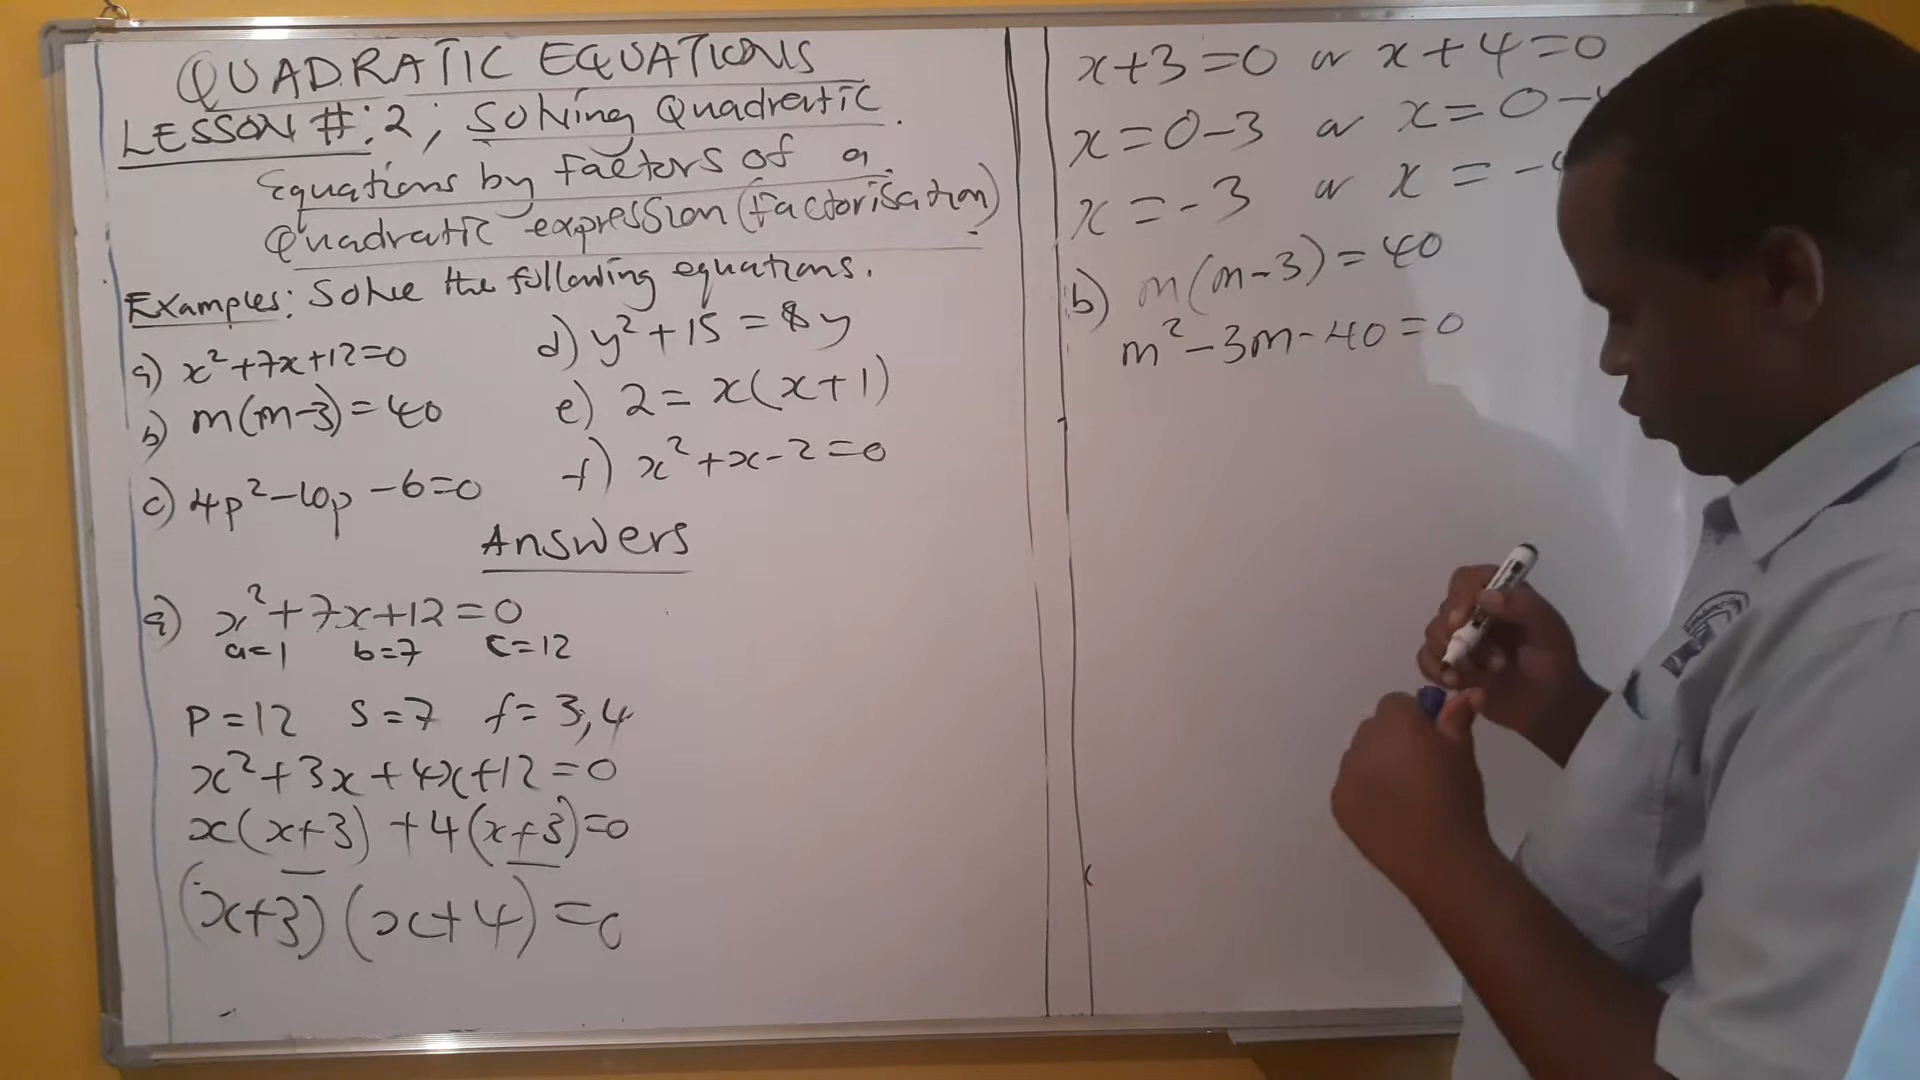 QUADRATIC EQUATIONS
LESSON #:2; Solving Quadratic
Equations by factors of a
Quadratic expression (factorisation).
Examples: Solve the following equations.
a) x²+7x+12=0
b) m(m-3)=40
c) 4p²-10p-6=0
d) y²+15=8y
e) 2=x(x+1)
f) x²+x-2=0
Answers
a) x²+7x+12=0
a=1 b=7 c=12
P=12 S=7 f=3,4
x²+3x+4x+12=0
x(x+3)+4(x+3)=0
(x+3)(x+4)=0
x+3=0 or x+4=0
x=0-3 or x=0-
x=-3 or x=-
b) m(m-3)=40
m²-3m-40=0